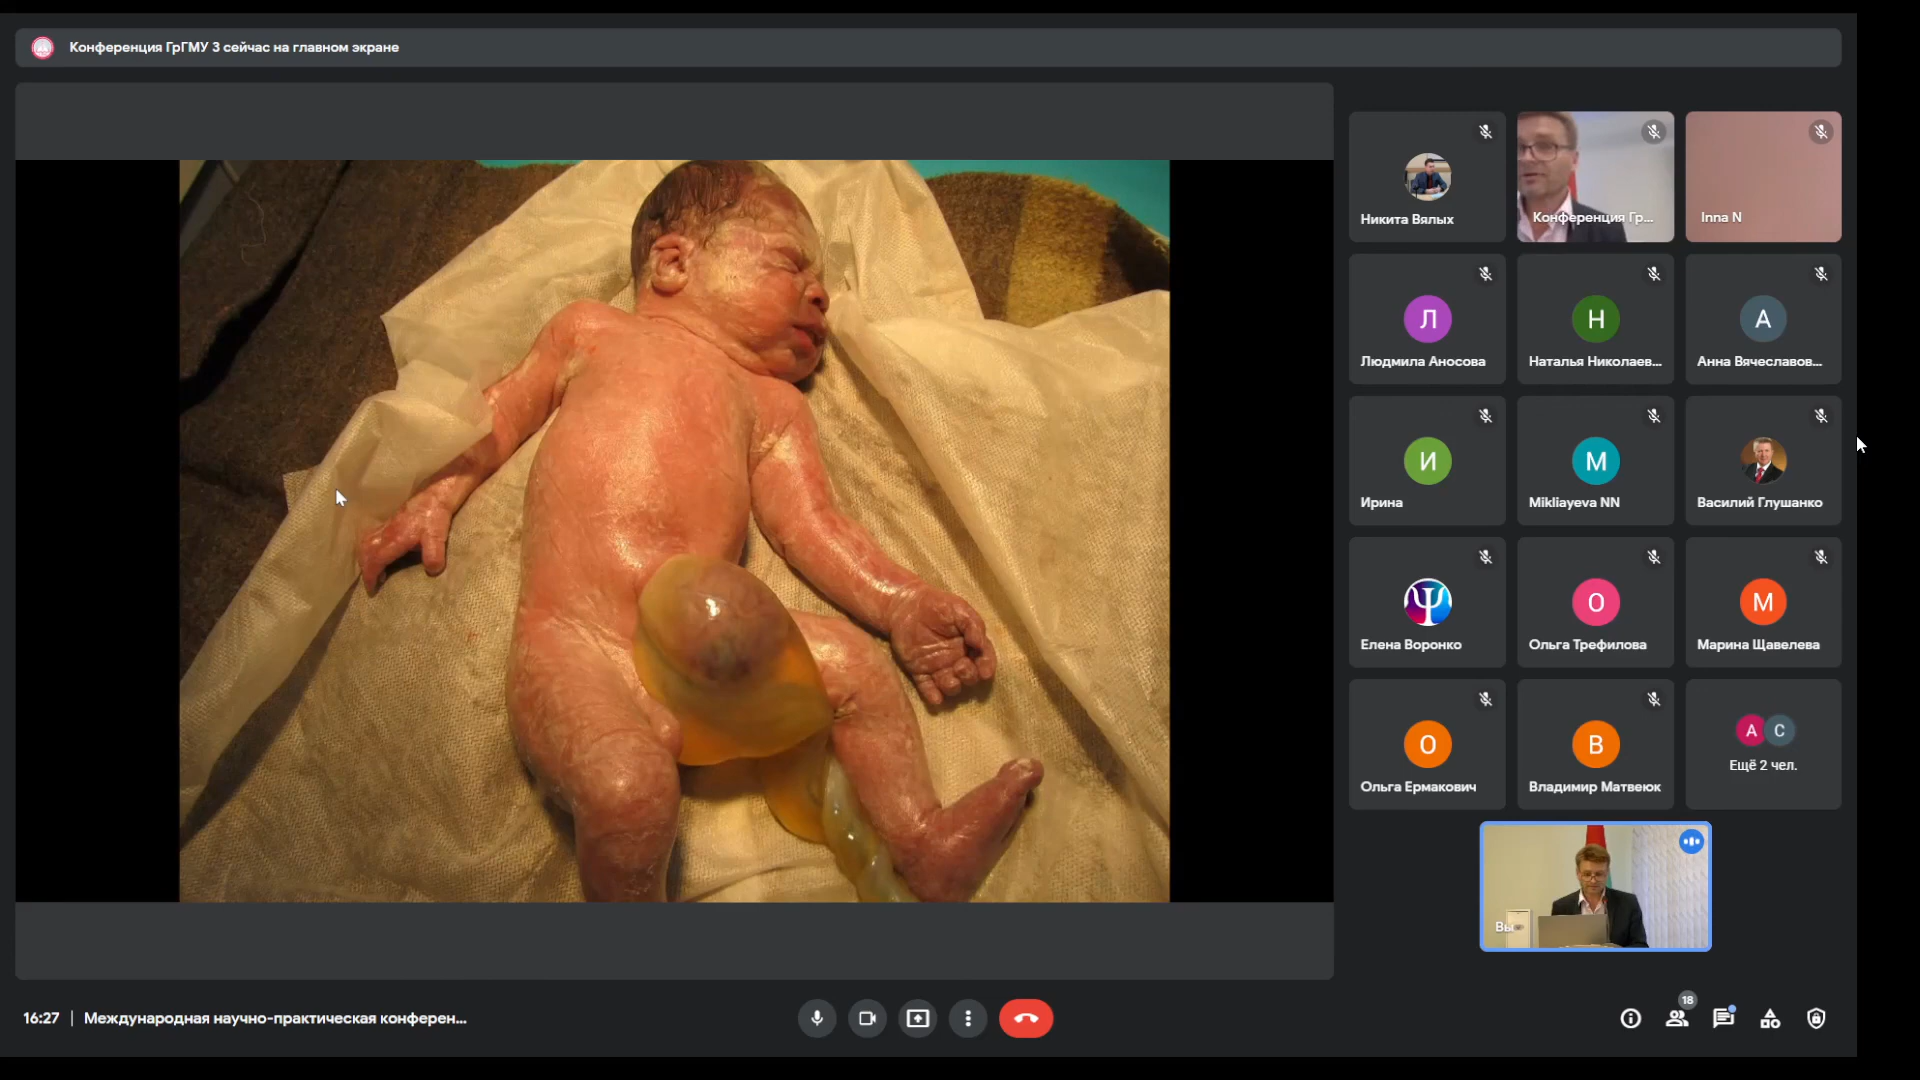 Конференция ГрГМУ 3 сейчас на главном экране
Никита Вялых
Конференция Гр...
Inna N
Л
Людмила Аносова
Н
Наталья Николаев...
А
Анна Вячеславов...
И
Ирина
M
Mikliayeva NN
Василий Глушанко
Ψ
Елена Воронко
О
Ольга Трефилова
М
Марина Щавелева
О
Ольга Ермакович
В
Владимир Матвеюк
А С
Ещё 2 чел.
Вы
16:27 | Международная научно-практическая конферен...
18